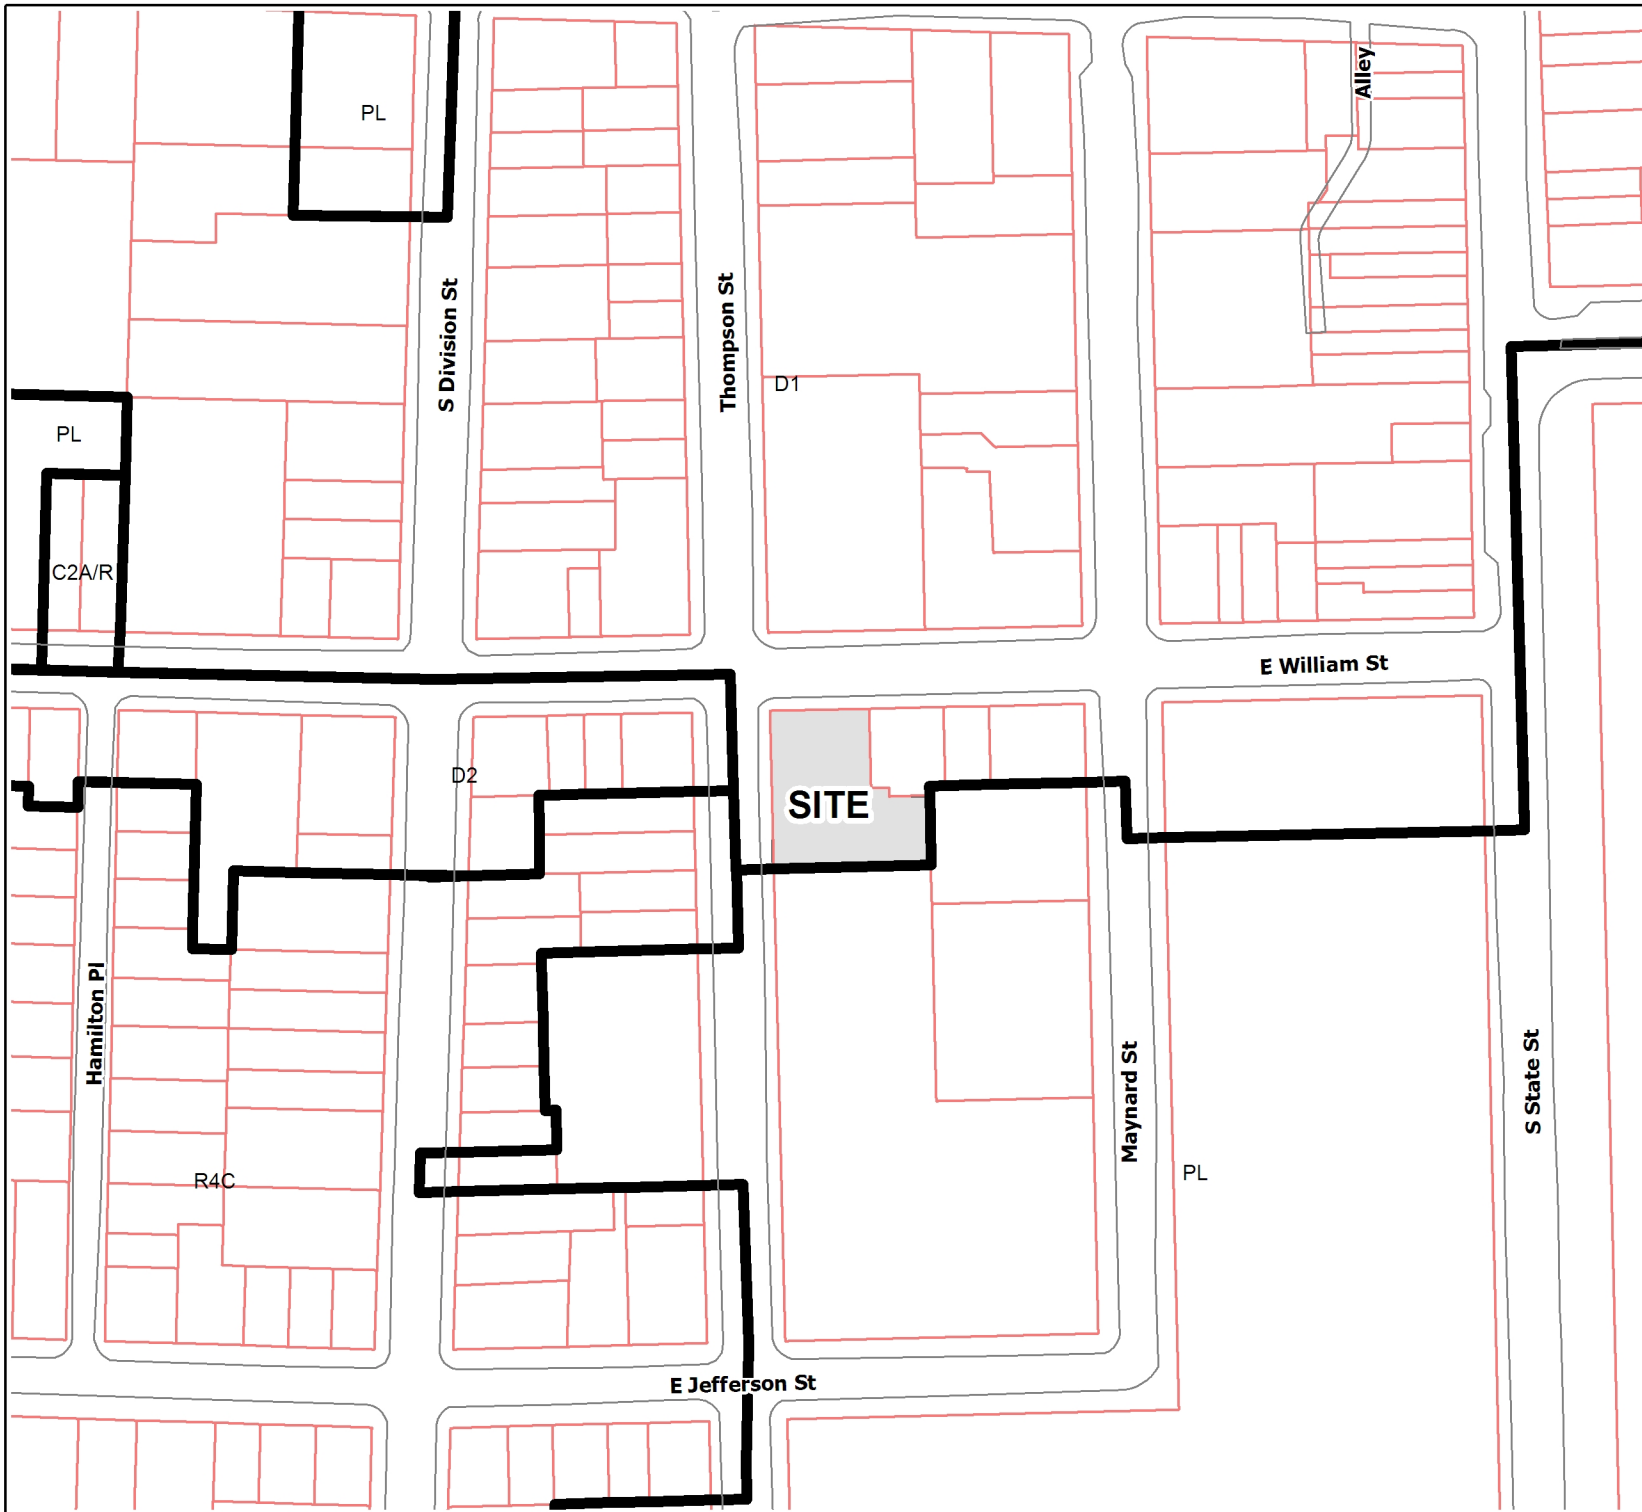 Alley
PL
S Division St
Thompson St
D1
PL
C2A/R
E William St
D2
SITE
Hamilton Pl
Maynard St
S State St
R4C
PL
E Jefferson St